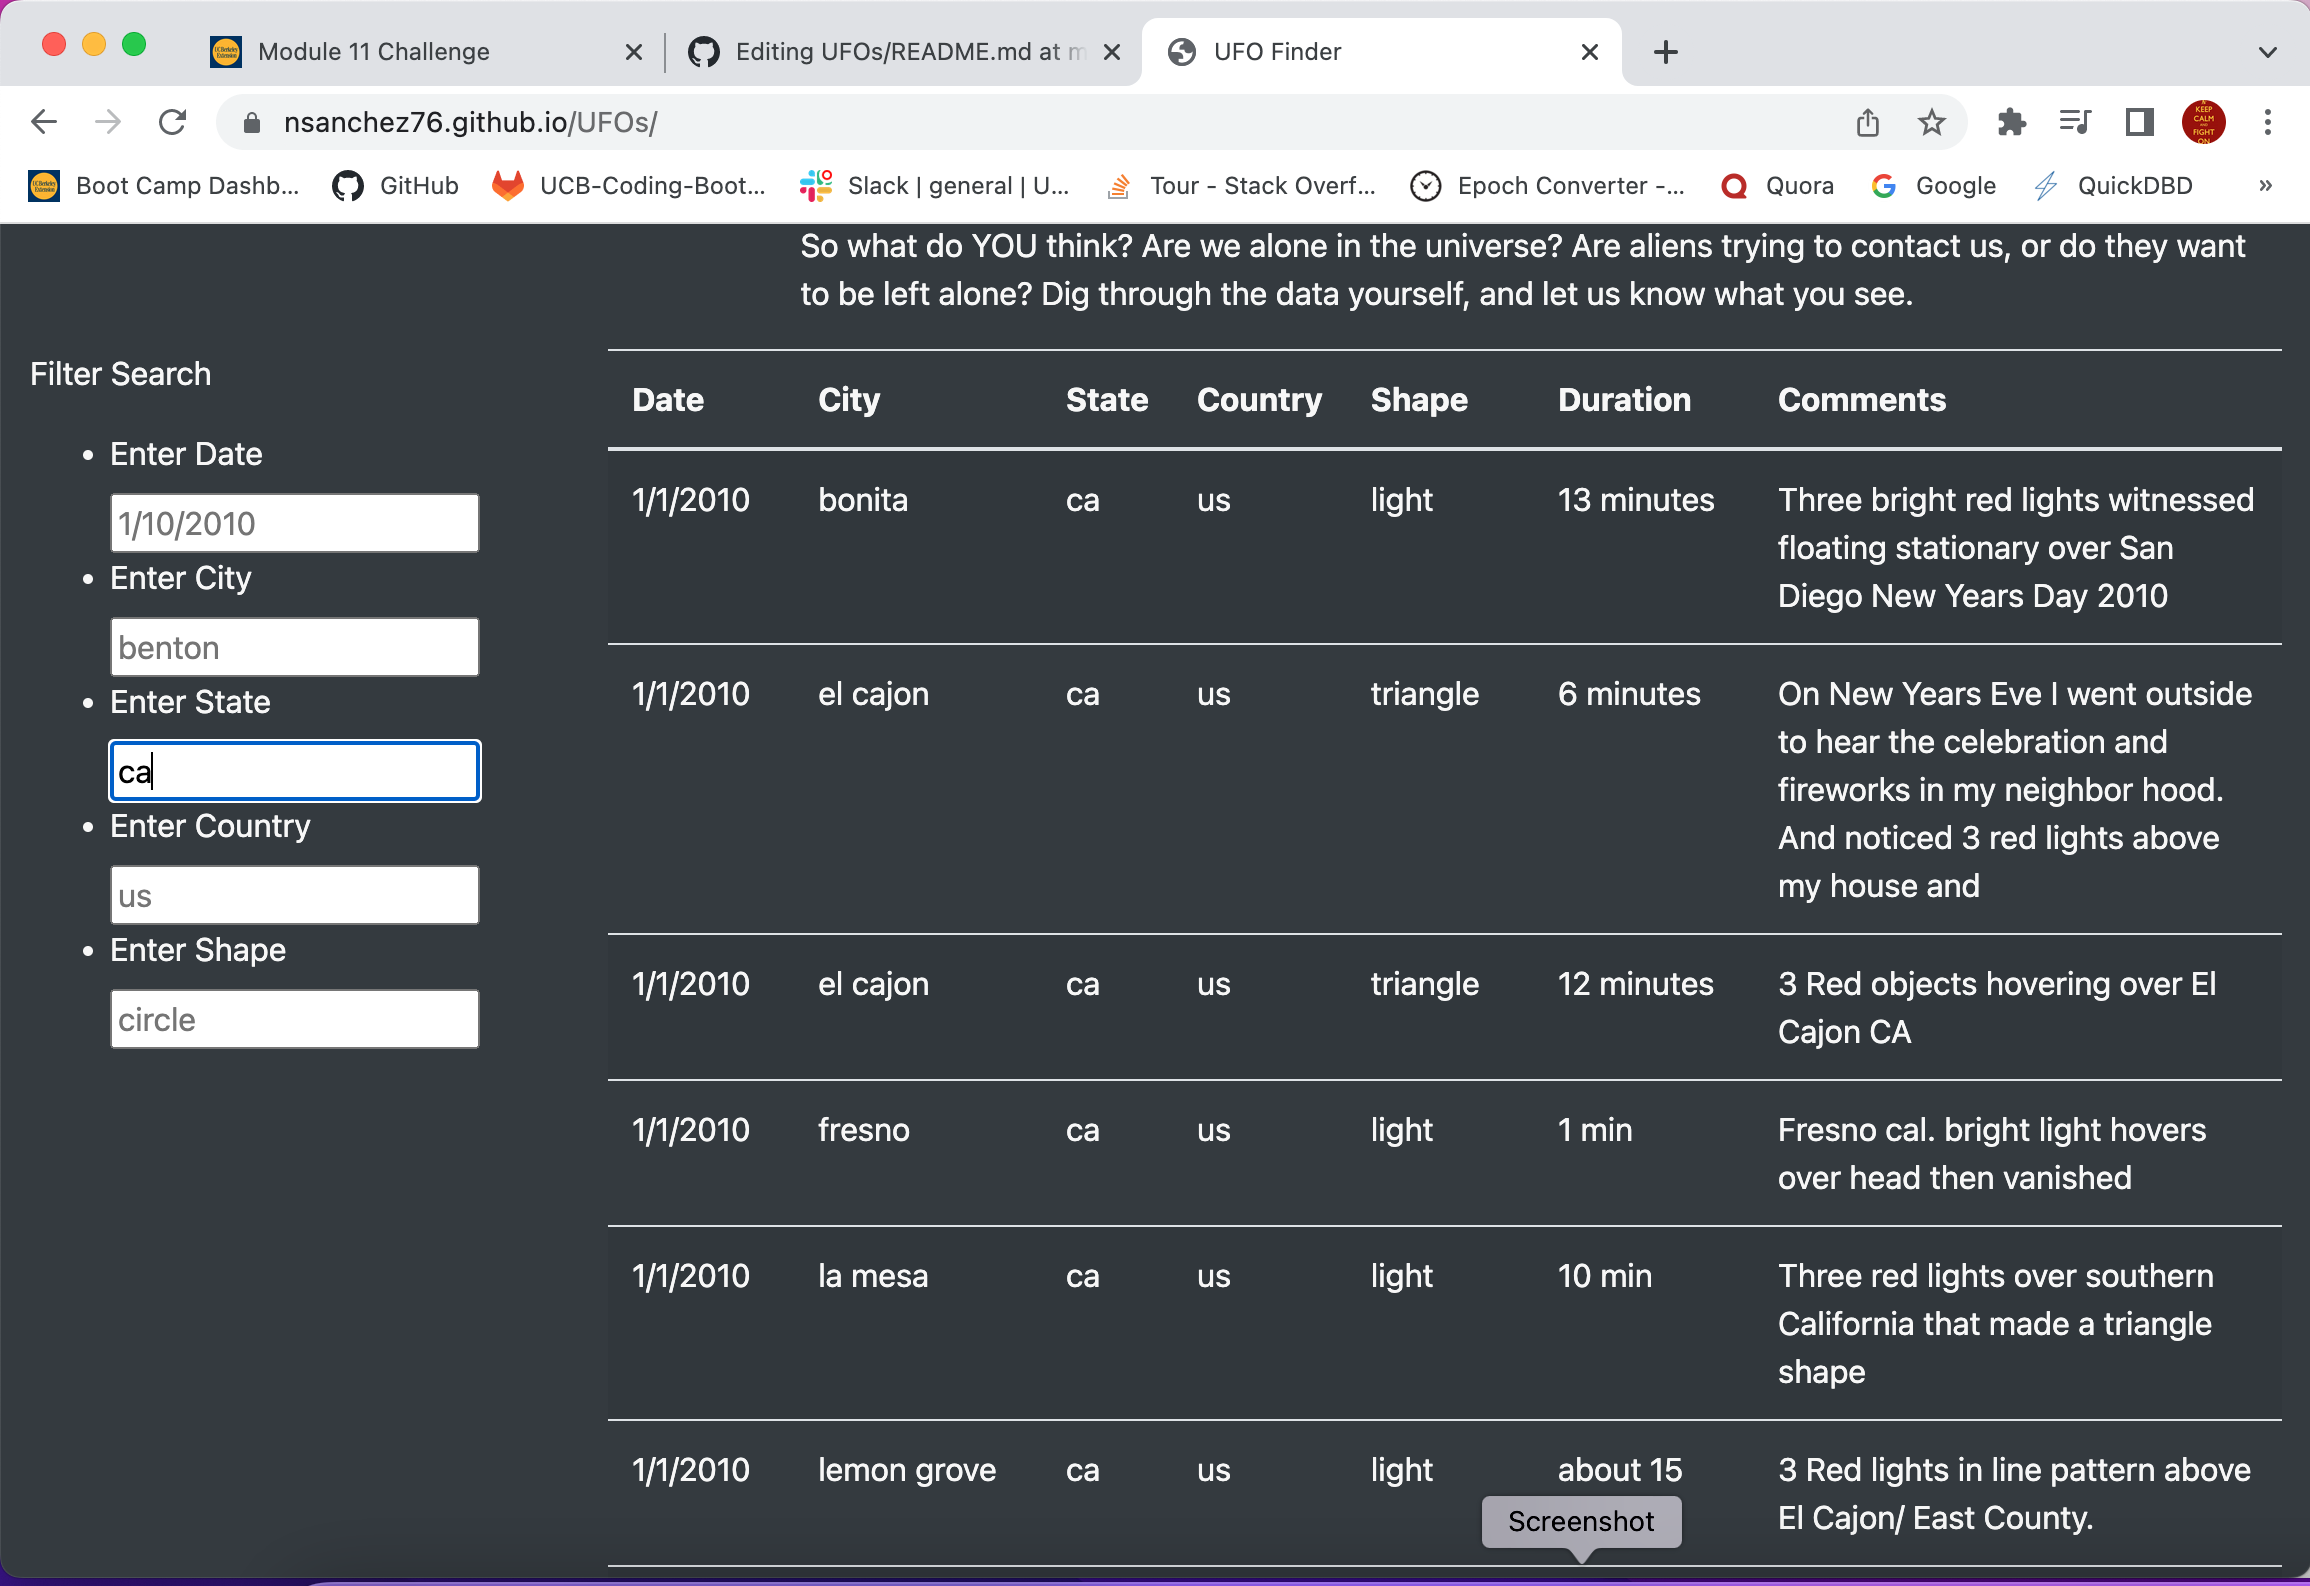 Module 11 Challenge
Editing UFOs/README.md at m
UFO Finder
nsanchez76.github.io/UFOs/
KEEP
CALM
AND
FIGHT
ON
Boot Camp Dashb...
GitHub
UCB-Coding-Boot...
Slack | general | U...
Tour - Stack Overf...
Epoch Converter -...
Quora
Google
QuickDBD
»
So what do YOU think? Are we alone in the universe? Are aliens trying to contact us, or do they want
to be left alone? Dig through the data yourself, and let us know what you see.
Filter Search
• Enter Date
1/10/2010
• Enter City
benton
• Enter State
ca
• Enter Country
us
• Enter Shape
circle
Date City State Country Shape Duration Comments
1/1/2010 bonita ca us light 13 minutes Three bright red lights witnessed
floating stationary over San
Diego New Years Day 2010
1/1/2010 el cajon ca us triangle 6 minutes On New Years Eve I went outside
to hear the celebration and
fireworks in my neighbor hood.
And noticed 3 red lights above
my house and
1/1/2010 el cajon ca us triangle 12 minutes 3 Red objects hovering over El
Cajon CA
1/1/2010 fresno ca us light 1 min Fresno cal. bright light hovers
over head then vanished
1/1/2010 la mesa ca us light 10 min Three red lights over southern
California that made a triangle
shape
1/1/2010 lemon grove ca us light about 15 3 Red lights in line pattern above
El Cajon/ East County.
Screenshot